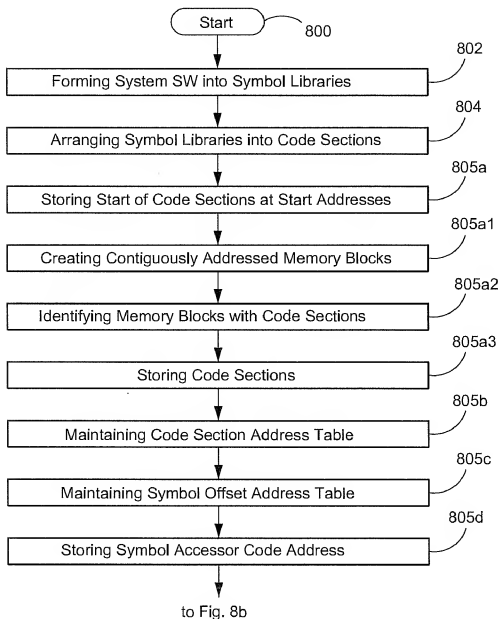 Start
800
802
Forming System SW into Symbol Libraries
804
Arranging Symbol Libraries into Code Sections
805a
Storing Start of Code Sections at Start Addresses
805a1
Creating Contiguously Addressed Memory Blocks
805a2
Identifying Memory Blocks with Code Sections
805a3
Storing Code Sections
805b
Maintaining Code Section Address Table
805c
Maintaining Symbol Offset Address Table
805d
Storing Symbol Accessor Code Address
to Fig. 8b